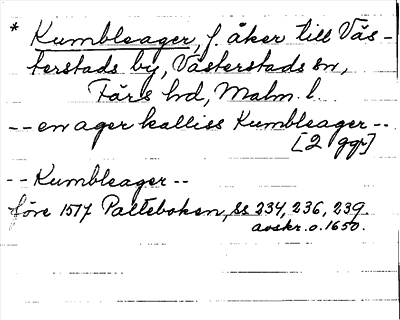 * Kumbleager, f. åker till Väs-
terstads by, Västerstads sn,
Färs hd, Malm. l.
-- en ager kalliss Kumbleager --
[2 ggr]
-- Kumbleager --
före 1517 Palteboken, ss 234, 236, 239.
avskr. o. 1650.